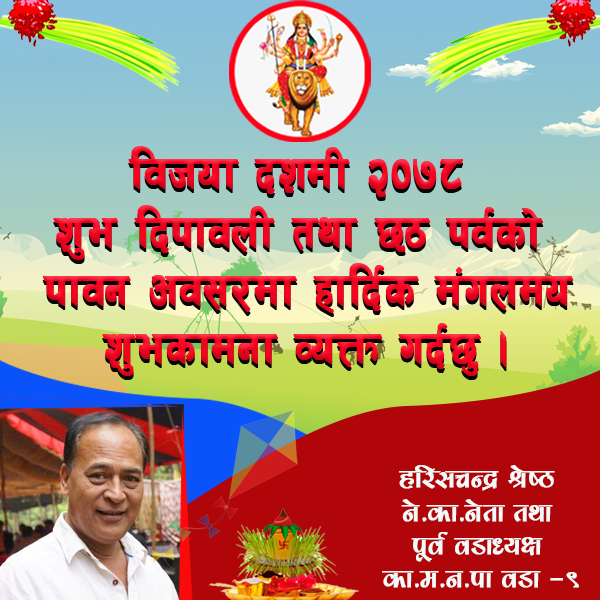 विजया दशमी २०७८
शुभ दिपावली तथा छठ पर्वको
पावन अवसरमा हार्दिक मंगलमय
शुभकामना व्यक्त गर्दछु ।
हरिसचन्द्र श्रेष्ठ
ने.का.नेता तथा
पूर्व वडाध्यक्ष
का.म.न.पा वडा -९